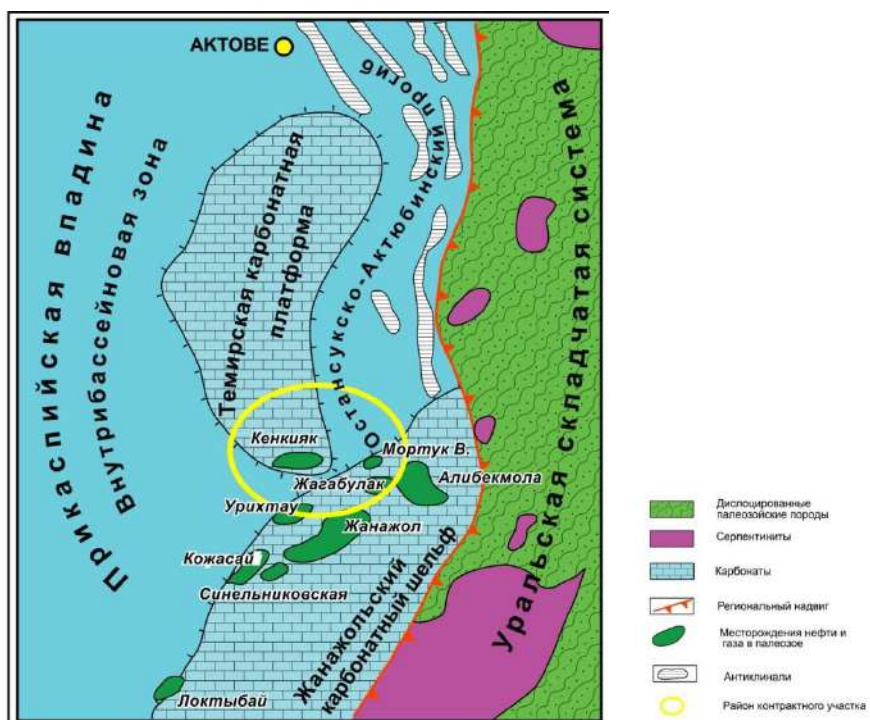 АКТОВЕ
Прикаспийская впадина
Внутрибассейновая зона
Темирская карбонатная
платформа
Остансукско-Актюбинский прогиб
Уральская складчатая система
Кенкияк
Мортук В.
Жагабулак
Алибекмола
Урихтау
Жанажол
Кожасай
Синельниковская
Жанажольский
карбонатный шельф
Локтыбай
Дислоцированные
палеозойские породы
Серпентиниты
Карбонаты
Региональный надвиг
Месторождения нефти и
газа в палеозое
Антиклинали
Район контрактного участка